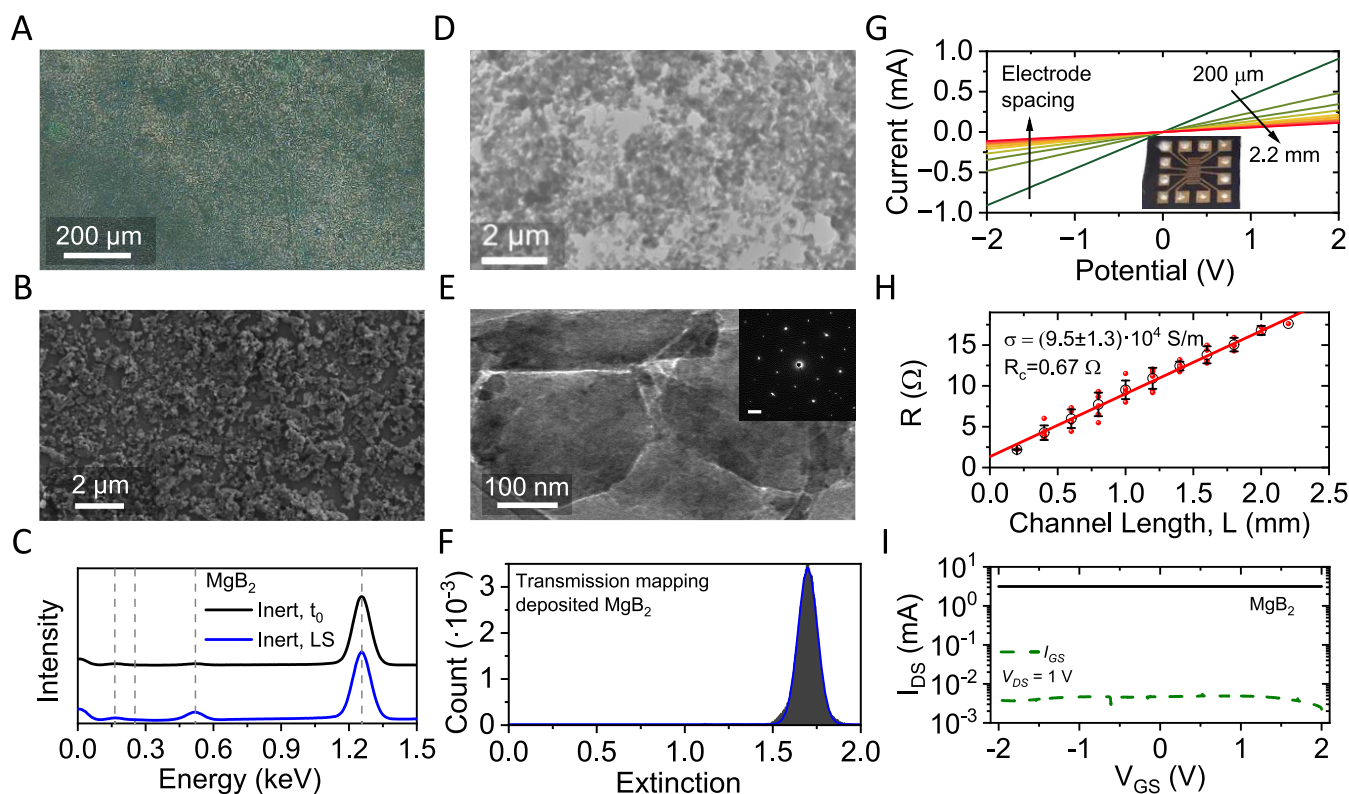 A
200 μm
B
2 μm
C
MgB2
Inert, t0
Inert, LS
Intensity
0.0 0.3 0.6 0.9 1.2 1.5
Energy (keV)
D
2 μm
E
100 nm
F
Transmission mapping
deposited MgB2
Count (·10-3)
3
2
1
0
0.0 0.5 1.0 1.5 2.0
Extinction
G
Electrode
spacing
200 μm
2.2 mm
Current (mA)
1.0
0.5
0.0
−0.5
−1.0
−2 −1 0 1 2
Potential (V)
H
σ = (9.5±1.3)·10⁴ S/m
Rc=0.67 Ω
R (Ω)
15
10
5
0
0.0 0.5 1.0 1.5 2.0 2.5
Channel Length, L (mm)
I
MgB2
IGS
VDS = 1 V
IDS (mA)
10¹
10⁰
10⁻¹
10⁻²
10⁻³
-2 -1 0 1 2
VGS (V)